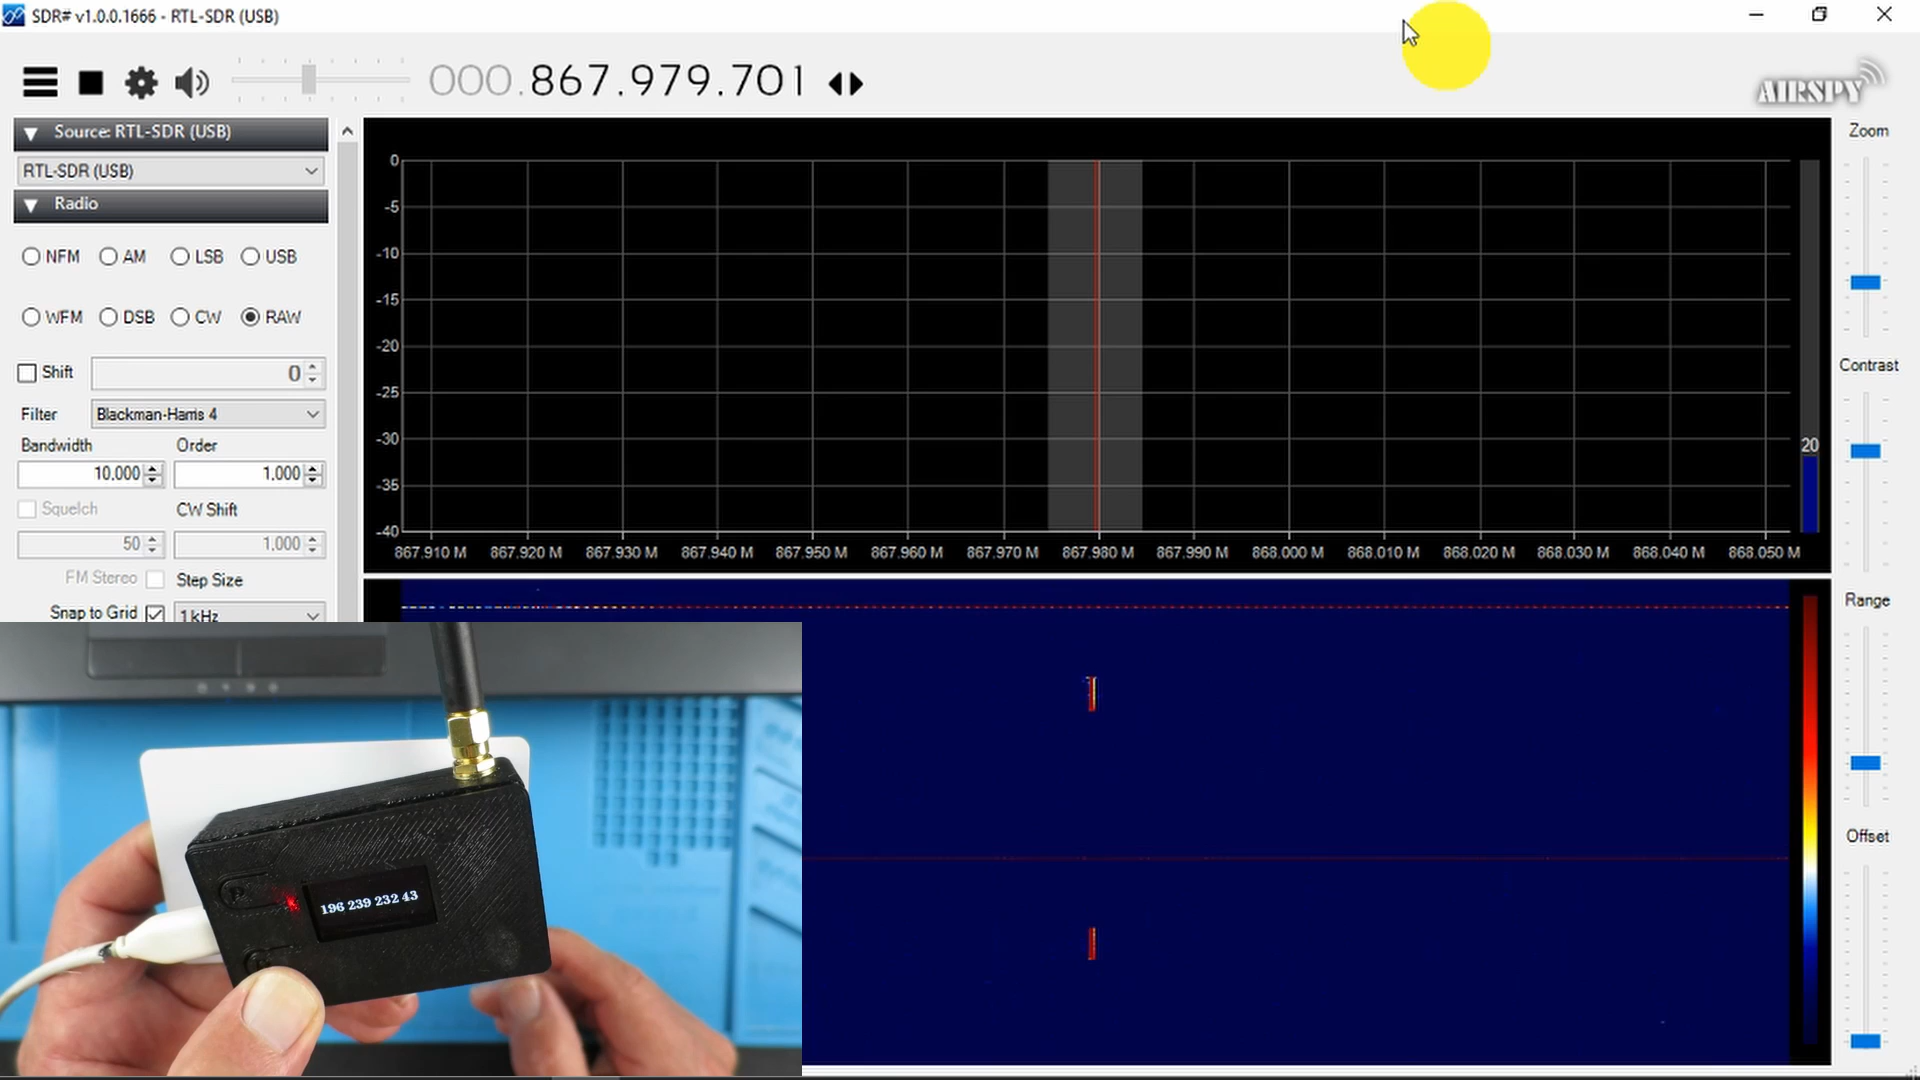 SDR# v1.0.0.1666 - RTL-SDR (USB)
000.867.979.701
AIRSPY
Source: RTL-SDR (USB)
RTL-SDR (USB)
Radio
NFM AM LSB USB
WFM DSB CW RAW
Shift 0
Filter Blackman-Harris 4
Bandwidth Order
10.000 1.000
Squelch CW Shift
50 1.000
FM Stereo Step Size
Snap to Grid 1 kHz
0
-5
-10
-15
-20
-25
-30
-35
-40
867.910 M 867.920 M 867.930 M 867.940 M 867.950 M 867.960 M 867.970 M 867.980 M 867.990 M 868.000 M 868.010 M 868.020 M 868.030 M 868.040 M 868.050 M
20
Zoom
Contrast
Range
Offset
196 239 232 43